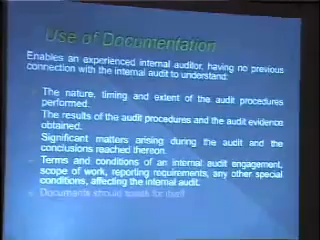 Use of Documentation
Enables an experienced internal auditor, having no previous
connection with the internal audit to understand:
The nature, timing and extent of the audit procedures
performed.
The results of the audit procedures and the audit evidence
obtained.
Significant matters arising during the audit and the
conclusions reached thereon.
Terms and conditions of an internal audit engagement,
scope of work, reporting requirements, any other special
conditions, affecting the internal audit.
Documents should speak for itself